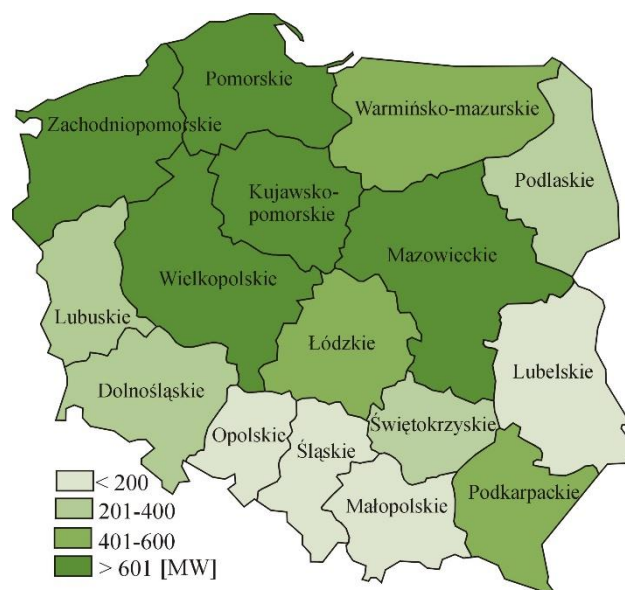 Pomorskie
Zachodniopomorskie
Warmińsko-mazurskie
Podlaskie
Kujawsko-
pomorskie
Mazowieckie
Wielkopolskie
Lubuskie
Łódzkie
Lubelskie
Dolnośląskie
Opolskie
Śląskie
Świętokrzyskie
Małopolskie
Podkarpackie
< 200
201-400
401-600
> 601 [MW]